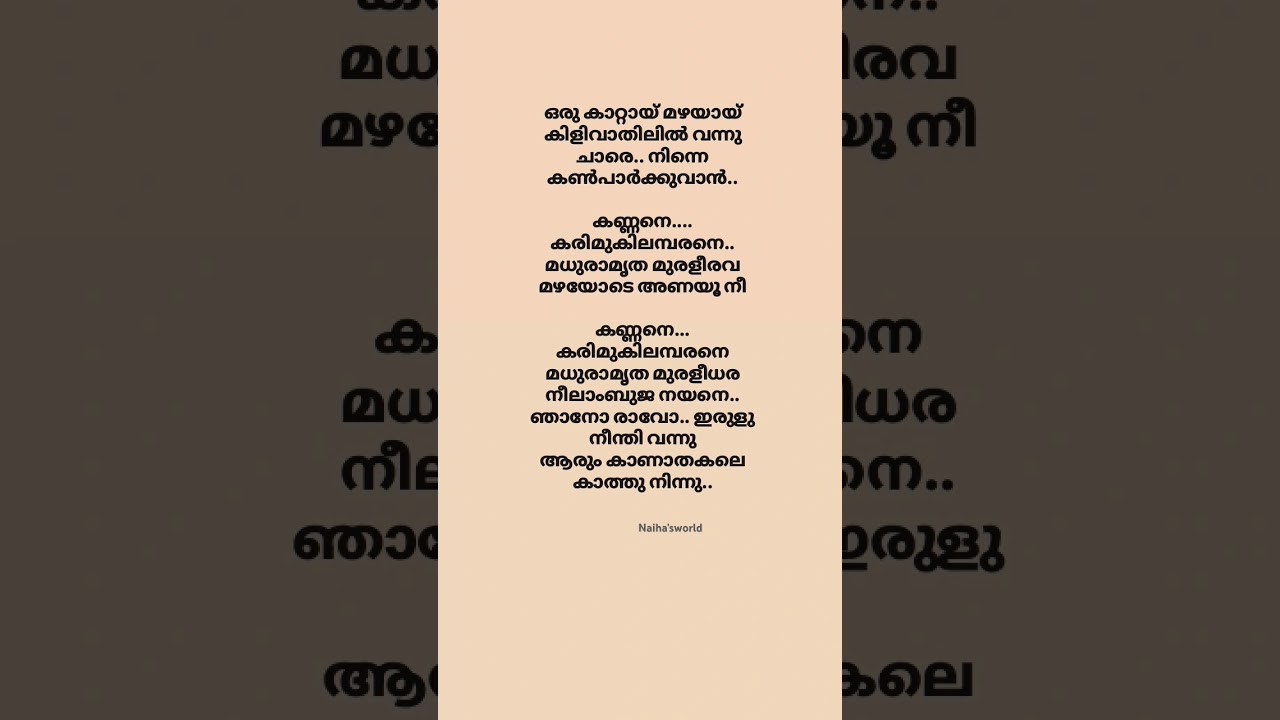 ഒരു കാറ്റായ് മഴയായ്
കിളിവാതിലിൽ വന്നു
ചാരെ.. നിന്നെ
കൺപാർക്കുവാൻ..
കണ്ണനെ....
കരിമുകിലമ്പരനെ..
മധുരാമൃത മുരളീരവ
മഴയോടെ അണയൂ നീ
കണ്ണനെ...
കരിമുകിലമ്പരനെ
മധുരാമൃത മുരളീധര
നീലാംബുജ നയനെ..
ഞാനോ രാവോ.. ഇരുളു
നീന്തി വന്നു
ആരും കാണാതകലെ
കാത്തു നിന്നു..
Naiha'sworld